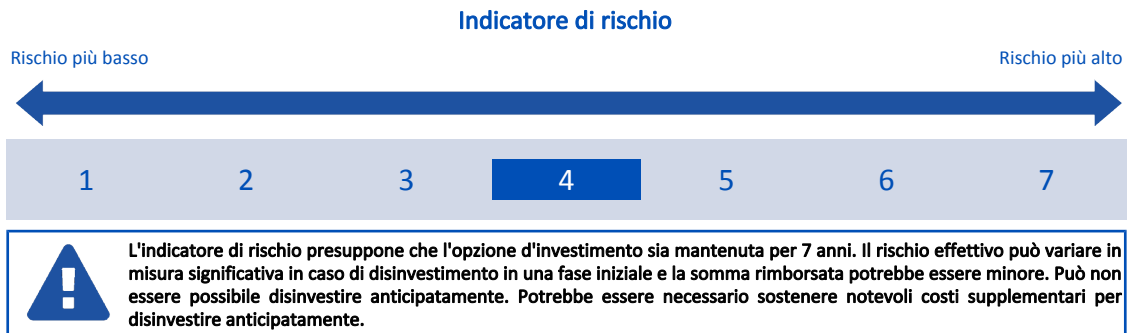 Indicatore di rischio
Rischio più basso
Rischio più alto
1 2 3 4 5 6 7
L'indicatore di rischio presuppone che l'opzione d'investimento sia mantenuta per 7 anni. Il rischio effettivo può variare in
misura significativa in caso di disinvestimento in una fase iniziale e la somma rimborsata potrebbe essere minore. Può non
essere possibile disinvestire anticipatamente. Potrebbe essere necessario sostenere notevoli costi supplementari per
disinvestire anticipatamente.